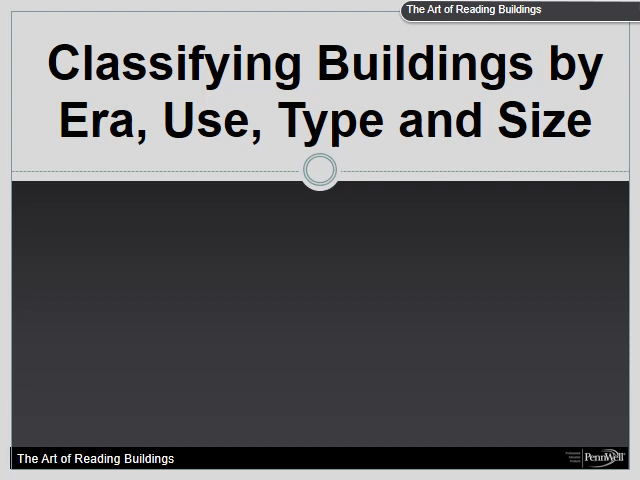 The Art of Reading Buildings
Classifying Buildings by
Era, Use, Type and Size
The Art of Reading Buildings
PennWell